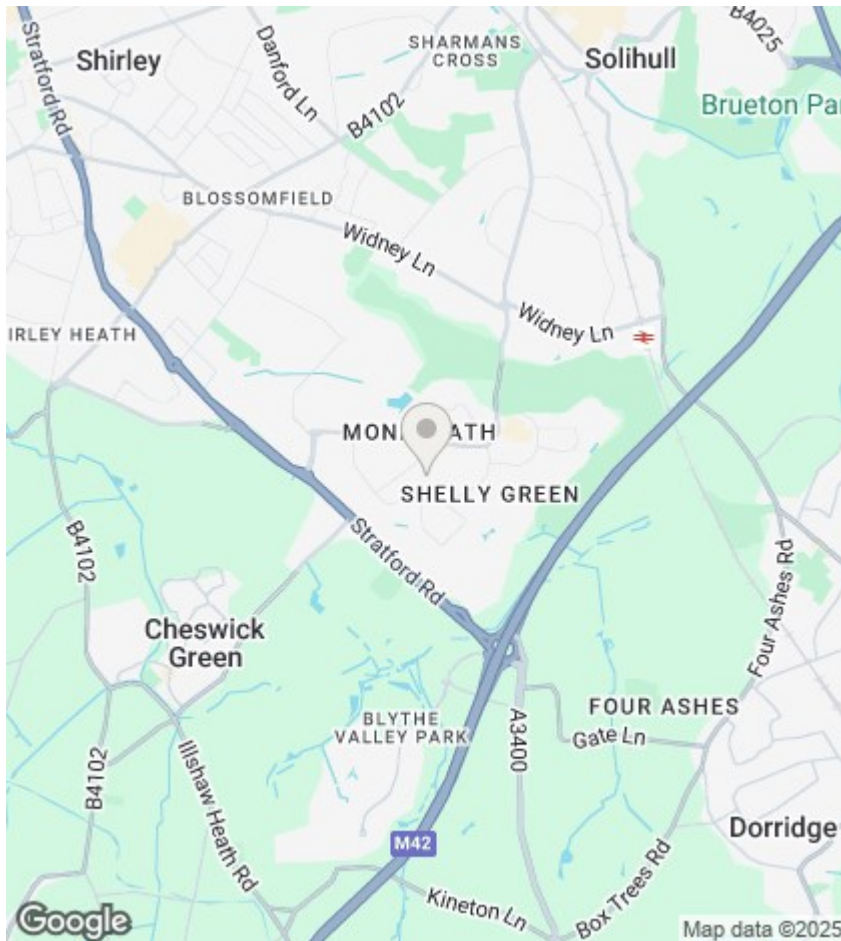 Shirley
Stratford Rd
Danford Ln
SHARMANS
CROSS
B4102
Solihull
B4025
Brueton Par
BLOSSOMFIELD
Widney Ln
Widney Ln
IRLEY HEATH
MON
ATH
SHELLY GREEN
Stratford Rd
B4102
Cheswick
Green
Four Ashes Rd
BLYTHE
VALLEY PARK
FOUR ASHES
Gate Ln
A3400
B4102
Illshaw Heath Rd
Dorridge
M42
Box Trees Rd
Kineton Ln
Google
Map data ©2025